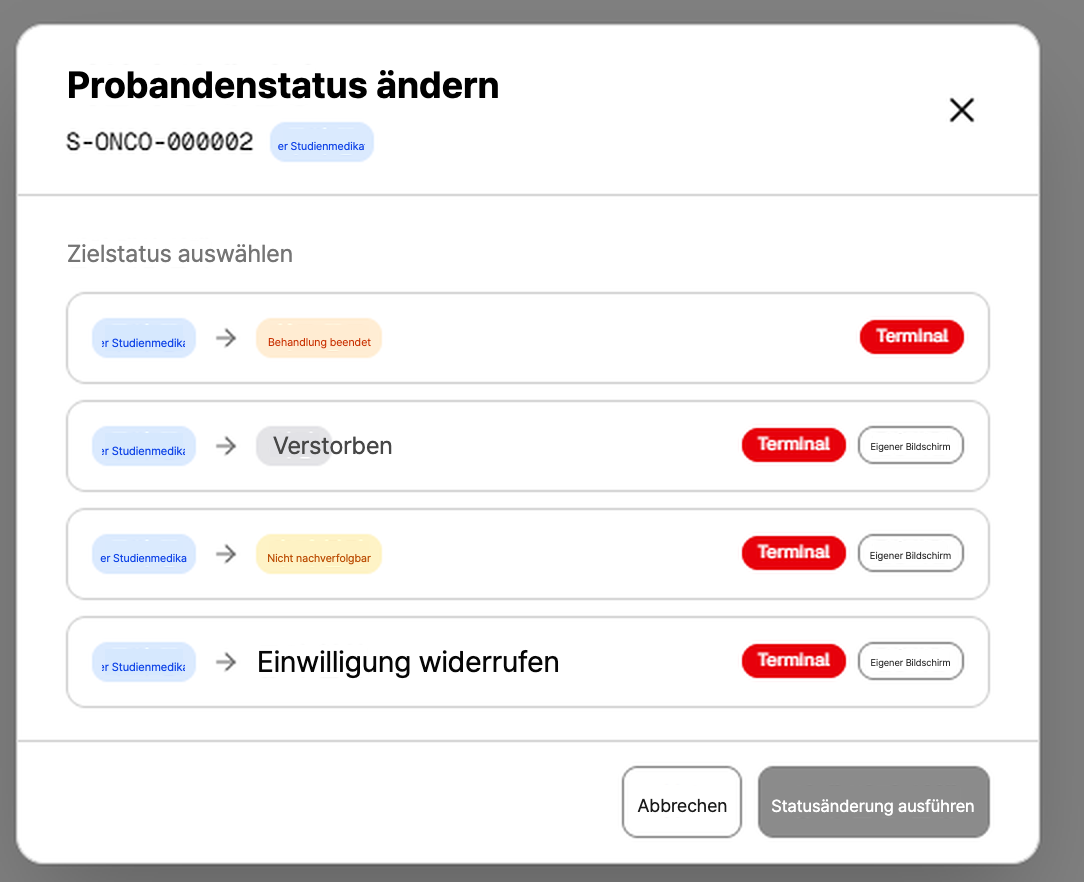 Probandenstatus ändern
S-ONCO-000002 er Studienmedika
Zielstatus auswählen
er Studienmedika → Behandlung beendet Terminal
er Studienmedika → Verstorben Terminal Eigener Bildschirm
er Studienmedika → Nicht nachverfolgbar Terminal Eigener Bildschirm
er Studienmedika → Einwilligung widerrufen Terminal Eigener Bildschirm
Abbrechen Statusänderung ausführen